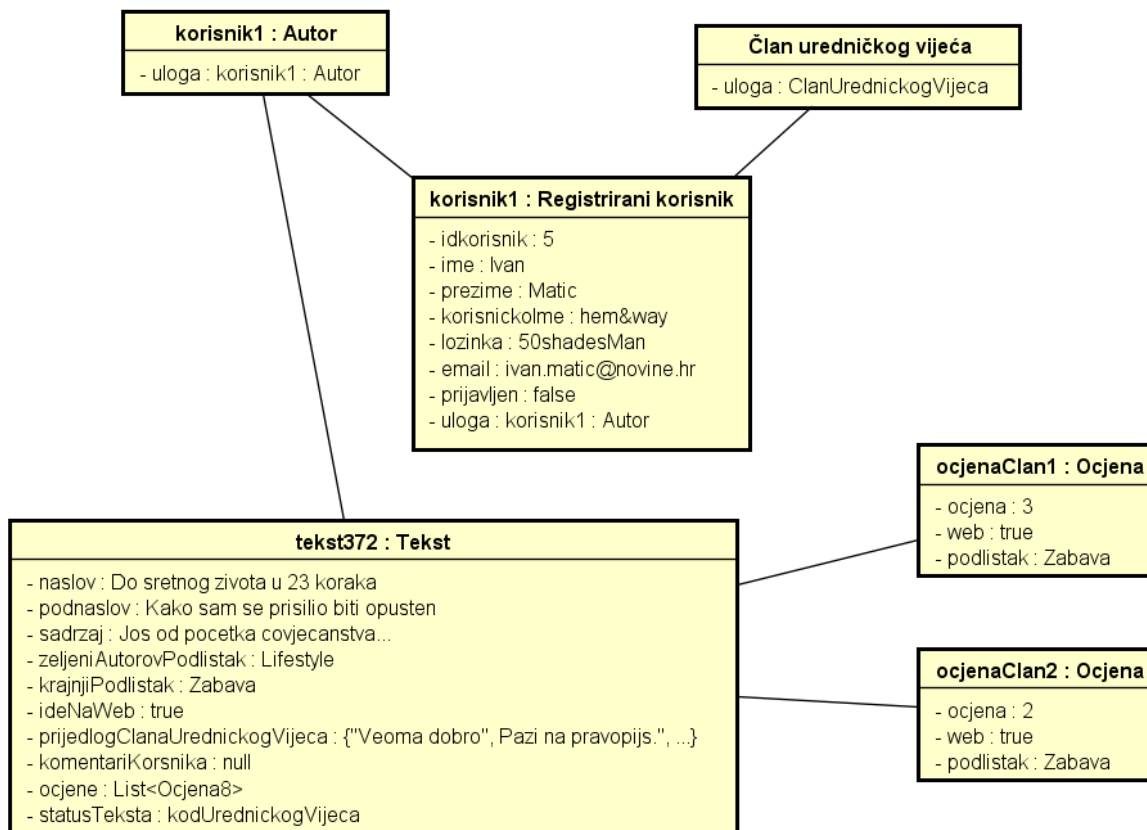 korisnik1 : Autor
- uloga : korisnik1 : Autor
Član uredničkog vijeća
- uloga : ClanUrednickogVijeca
korisnik1 : Registrirani korisnik
- idkorisnik : 5
- ime : Ivan
- prezime : Matic
- korisnickoIme : hem&way
- lozinka : 50shadesMan
- email : ivan.matic@novine.hr
- prijavljen : false
- uloga : korisnik1 : Autor
ocjenaClan1 : Ocjena
- ocjena : 3
- web : true
- podlistak : Zabava
tekst372 : Tekst
- naslov : Do sretnog zivota u 23 koraka
- podnaslov : Kako sam se prisilio biti opusten
- sadrzaj : Jos od pocetka covjecanstva...
- zeljeniAutorovPodlistak : Lifestyle
- krajnjiPodlistak : Zabava
- ideNaWeb : true
- prijedlogClanaUrednickogVijeca : {"Veoma dobro", Pazi na pravopijs.", ...}
- komentariKorsnika : null
- ocjene : List<Ocjena8>
- statusTeksta : kodUrednickogVijeca
ocjenaClan2 : Ocjena
- ocjena : 2
- web : true
- podlistak : Zabava